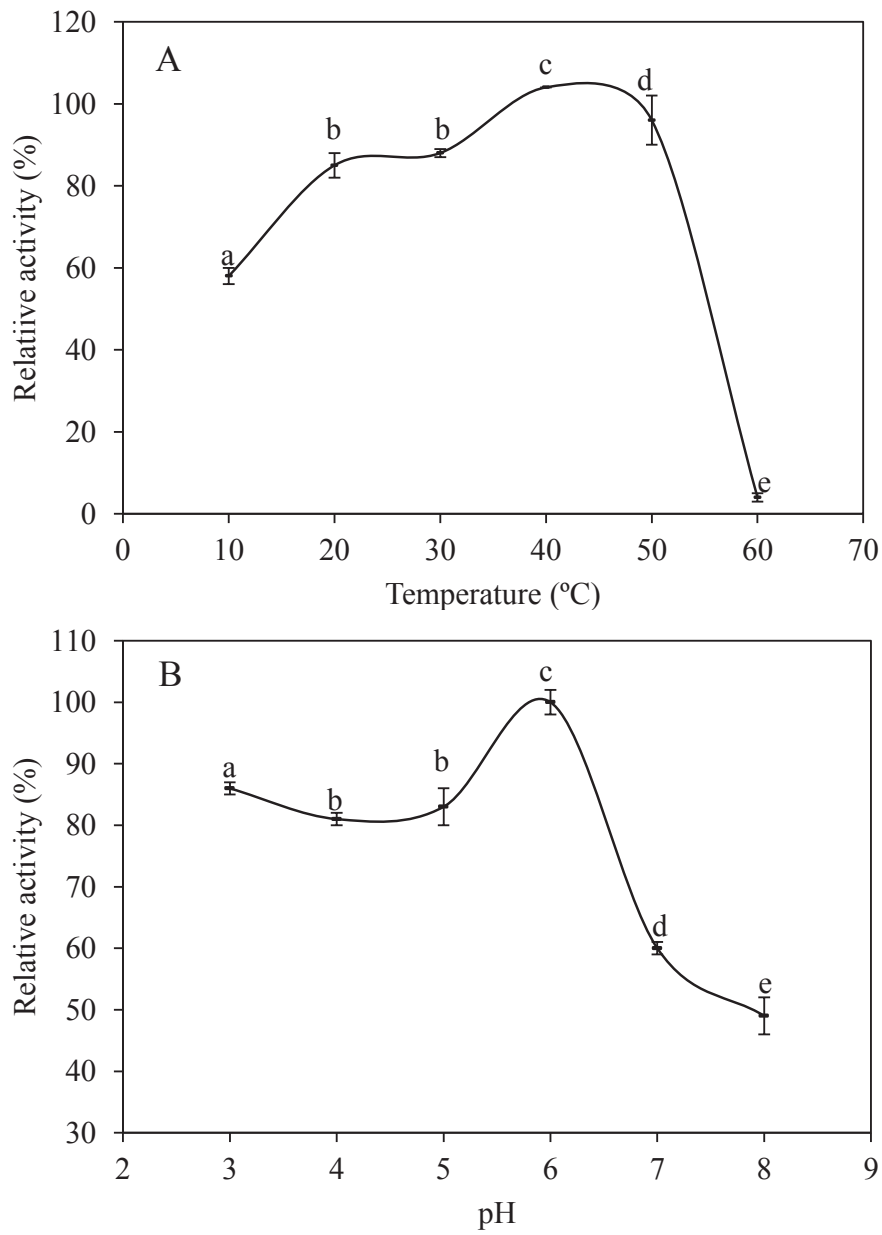 A
120
100
80
60
40
20
0
Relatiive activity (%)
a
b
b
c
d
e
0 10 20 30 40 50 60 70
Temperature (ºC)
B
110
100
90
80
70
60
50
40
30
Relative activity (%)
a
b
b
c
d
e
2 3 4 5 6 7 8 9
pH